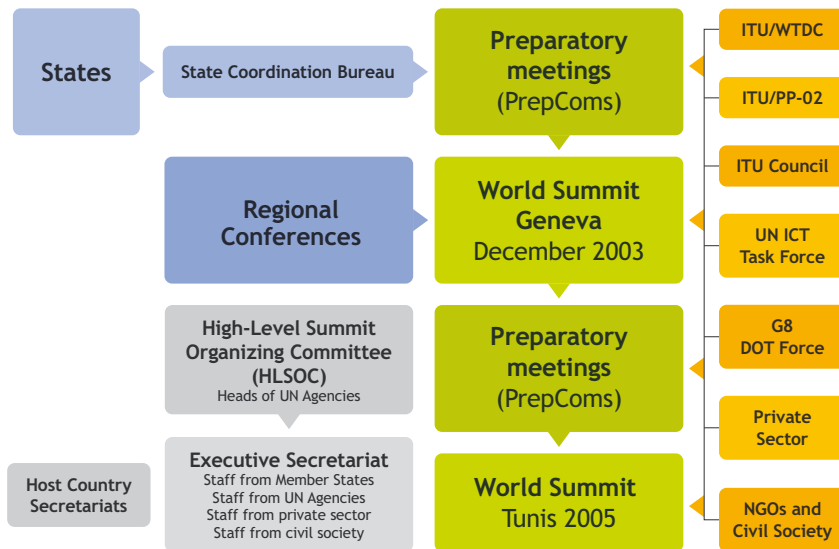 States
State Coordination Bureau
Preparatory
meetings
(PrepComs)
Regional
Conferences
World Summit
Geneva
December 2003
High-Level Summit
Organizing Committee
(HLSOC)
Heads of UN Agencies
Preparatory
meetings
(PrepComs)
Host Country
Secretariats
Executive Secretariat
Staff from Member States
Staff from UN Agencies
Staff from private sector
Staff from civil society
World Summit
Tunis 2005
ITU/WTDC
ITU/PP-02
ITU Council
UN ICT
Task Force
G8
DOT Force
Private
Sector
NGOs and
Civil Society